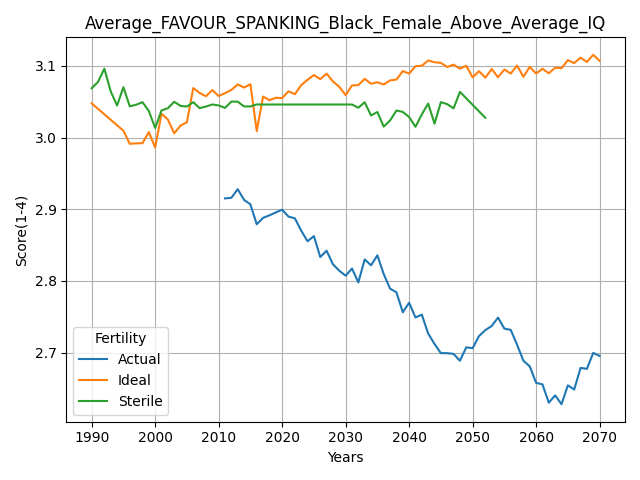 Average_FAVOUR_SPANKING_Black_Female_Above_Average_IQ
Score(1-4)
3.1
3.0
2.9
2.8
2.7
Fertility
Actual
Ideal
Sterile
1990 2000 2010 2020 2030 2040 2050 2060 2070
Years